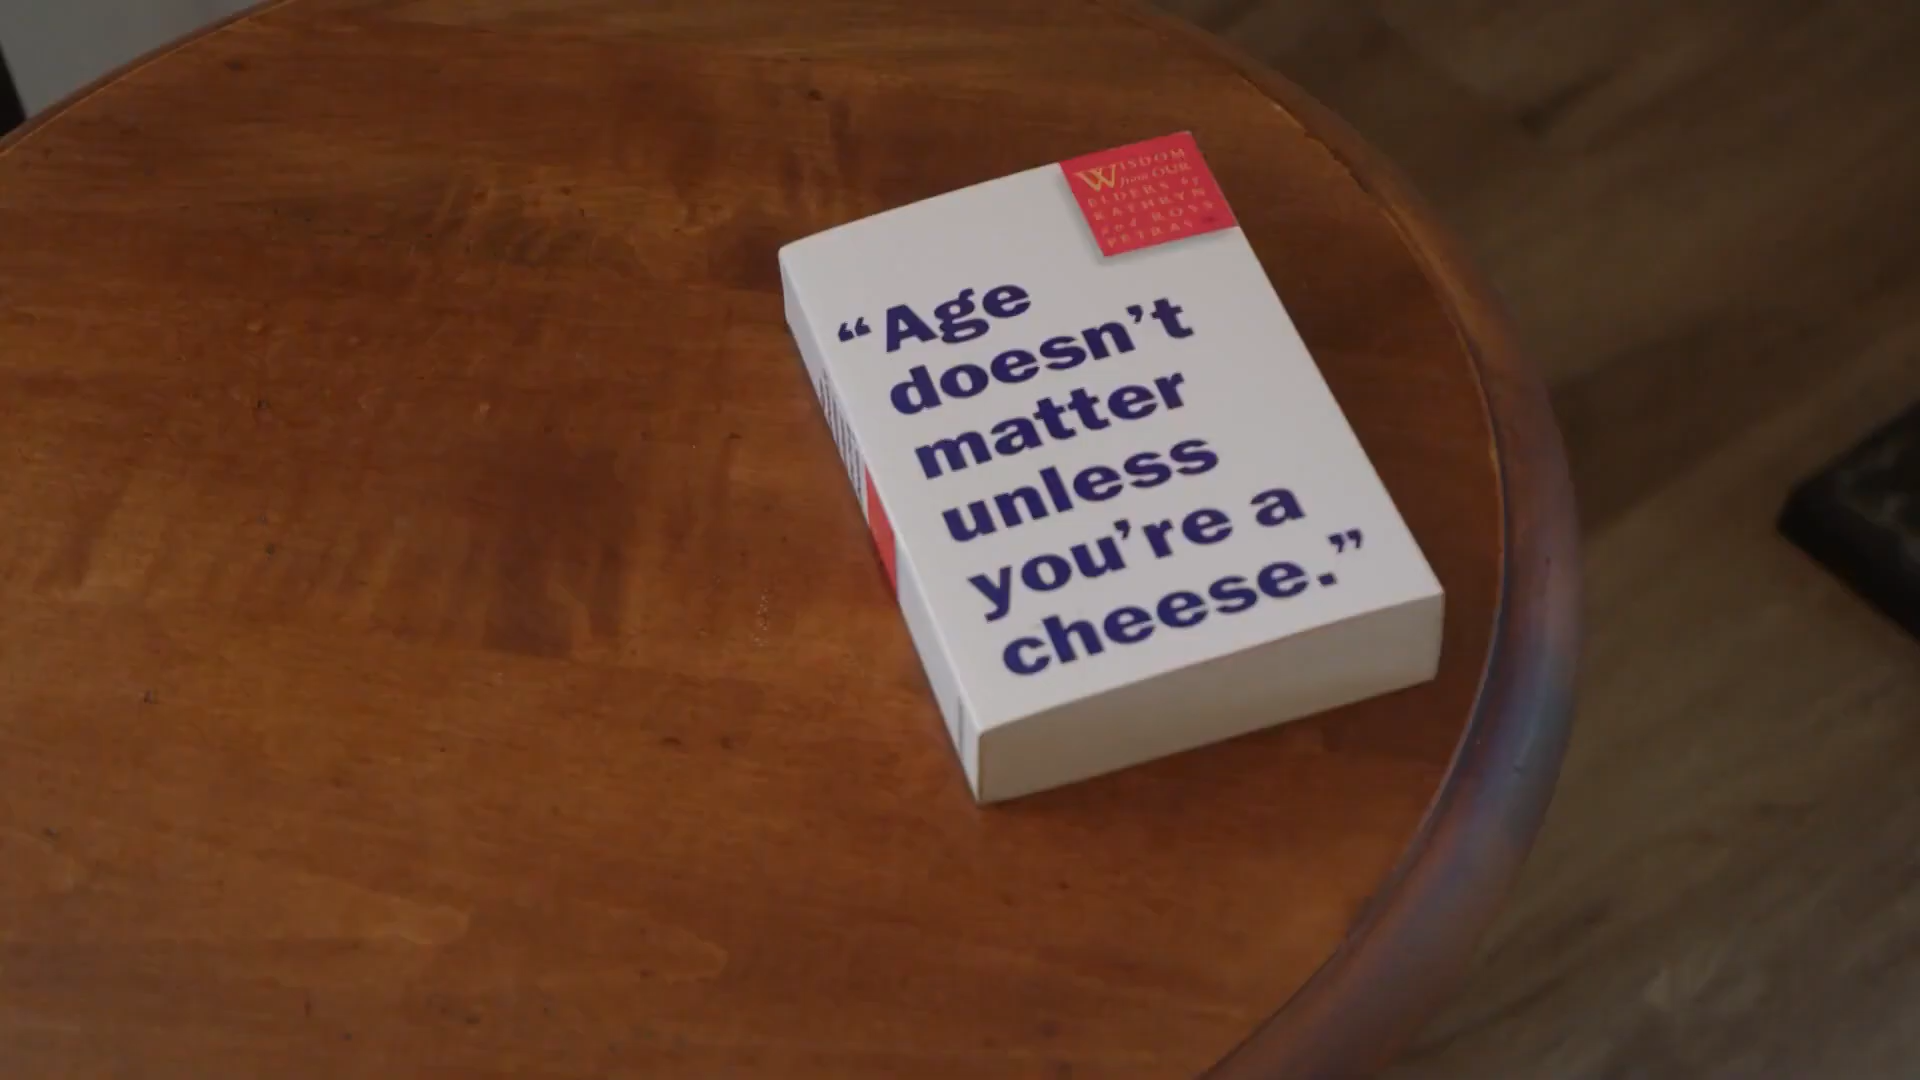 WISDOM
from OUR
ELDERS by
KATHRYN
and ROSS
PETRAS
“Age
doesn’t
matter
unless
you’re a
cheese.”